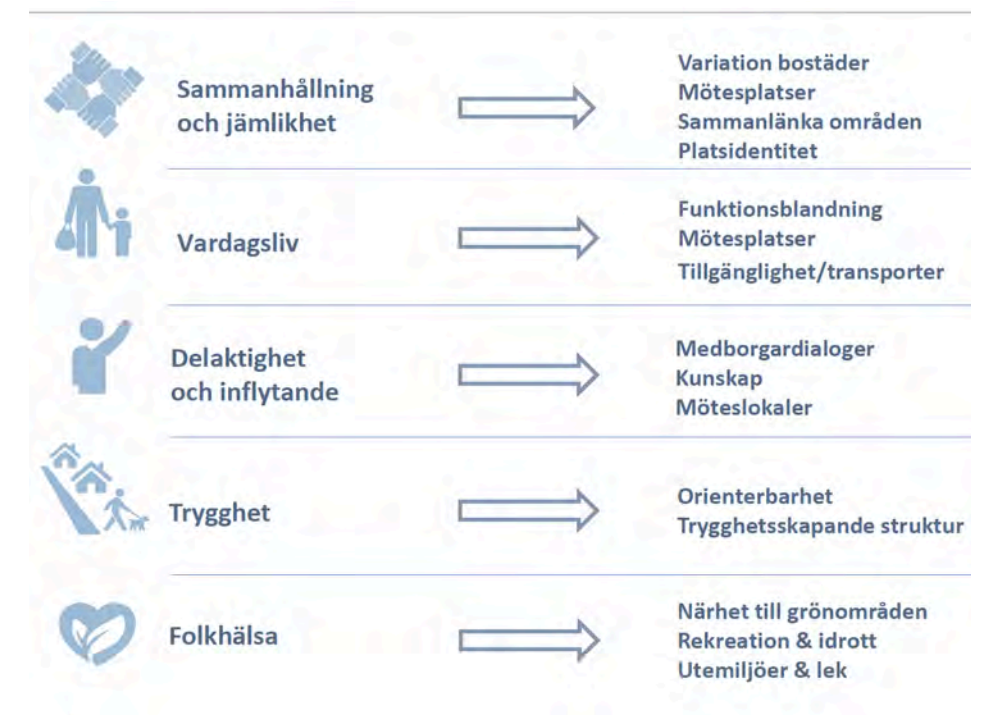 Sammanhållning
och jämlikhet
Variation bostäder
Mötesplatser
Sammanlänka områden
Platsidentitet
Vardagsliv
Funktionsblandning
Mötesplatser
Tillgänglighet/transporter
Delaktighet
och inflytande
Medborgardialoger
Kunskap
Möteslokaler
Trygghet
Orienterbarhet
Trygghetsskapande struktur
Folkhälsa
Närhet till grönområden
Rekreation & idrott
Utemiljöer & lek